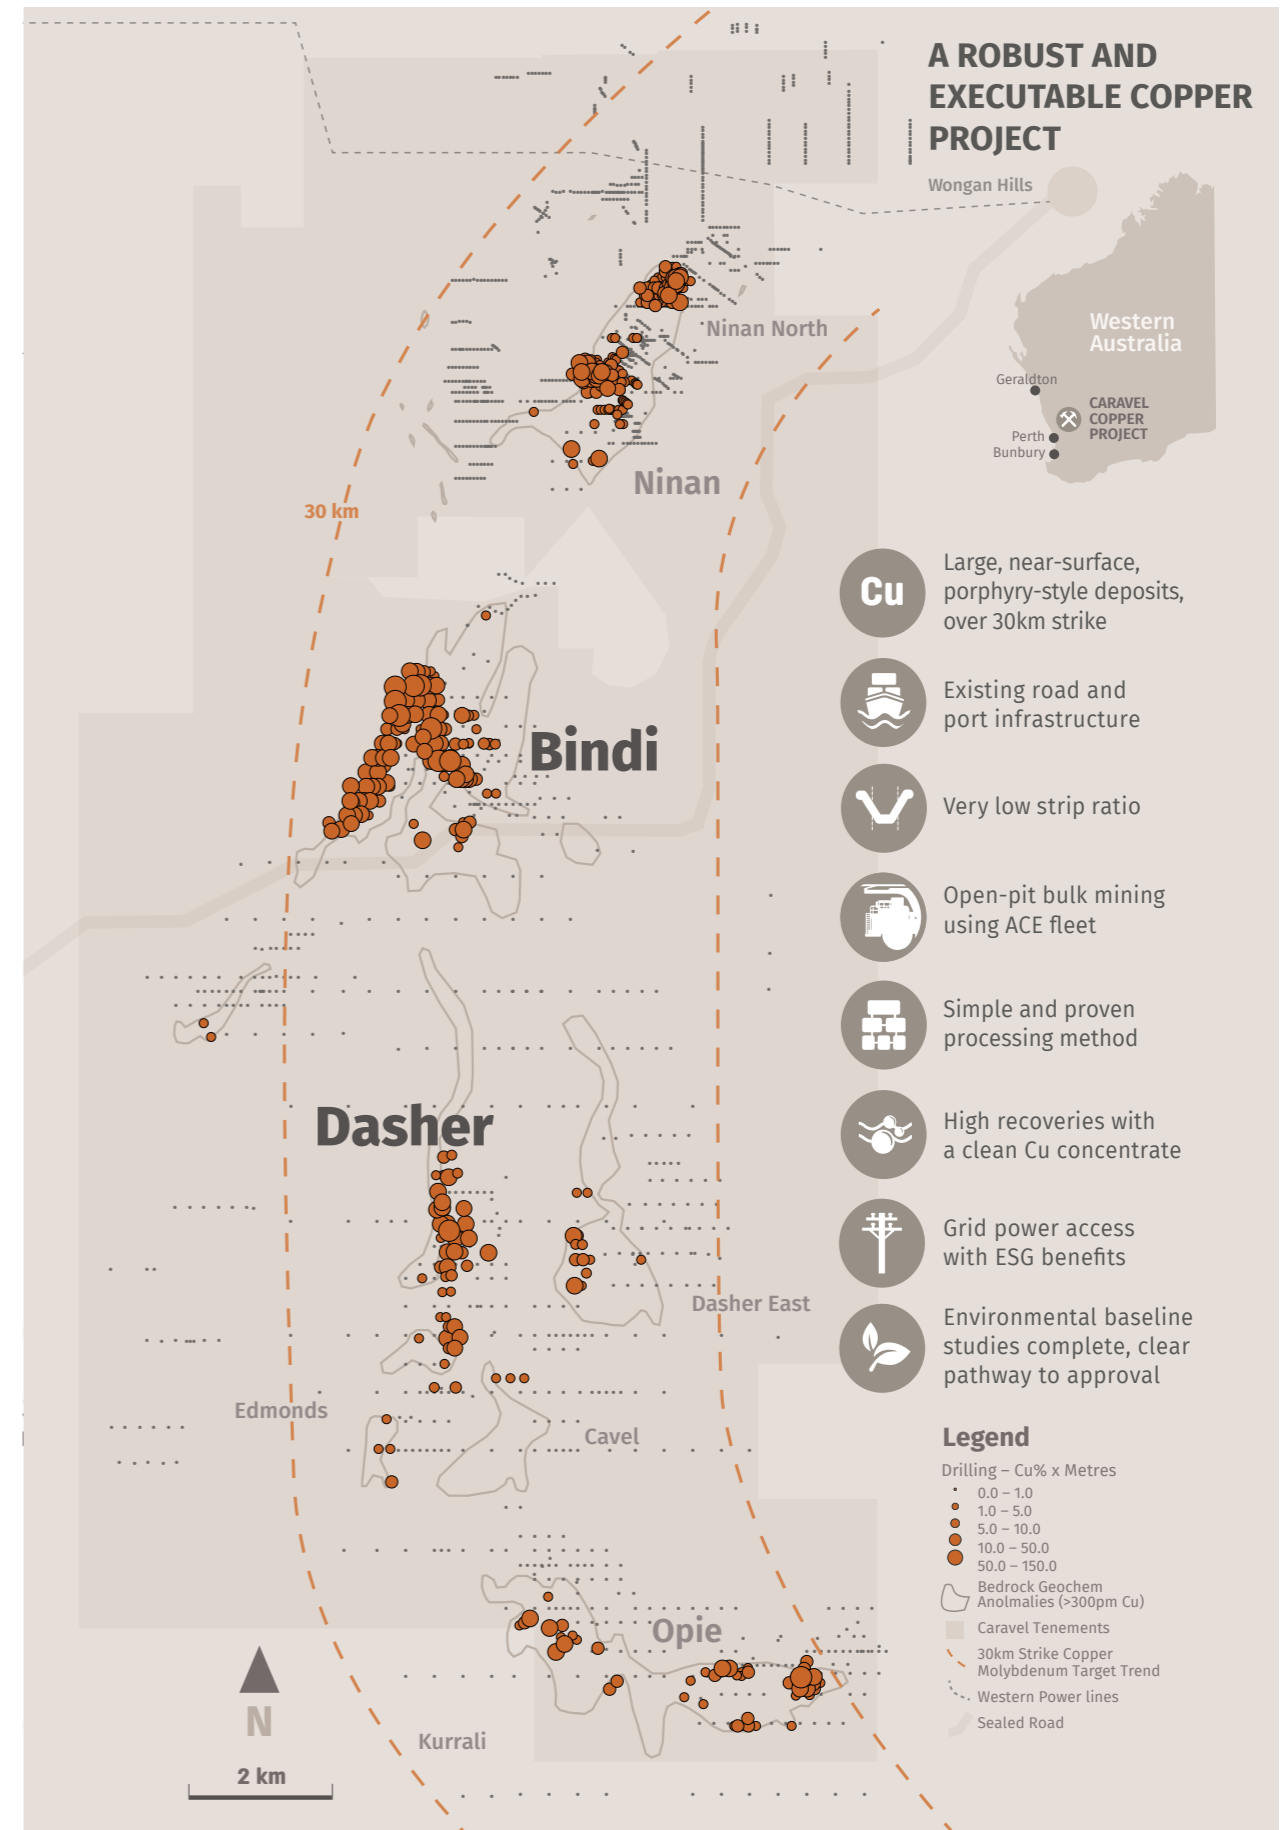 A ROBUST AND
EXECUTABLE COPPER
PROJECT
Wongan Hills
Western
Australia
Geraldton
CARAVEL
COPPER
PROJECT
Perth
Bunbury
Ninan North
Ninan
30 km
Cu
Large, near-surface,
porphyry-style deposits,
over 30km strike
Existing road and
port infrastructure
Bindi
Very low strip ratio
Open-pit bulk mining
using ACE fleet
Simple and proven
processing method
Dasher
High recoveries with
a clean Cu concentrate
Grid power access
with ESG benefits
Dasher East
Environmental baseline
studies complete, clear
pathway to approval
Edmonds
Cavel
Legend
Drilling – Cu% x Metres
0.0 – 1.0
1.0 – 5.0
5.0 – 10.0
10.0 – 50.0
50.0 – 150.0
Bedrock Geochem
Anolmalies (>300pm Cu)
Caravel Tenements
30km Strike Copper
Molybdenum Target Trend
Western Power lines
Sealed Road
Opie
N
Kurrali
2 km